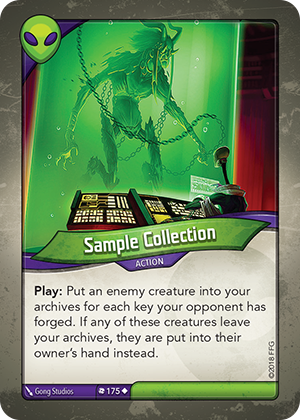 Sample Collection
ACTION
Play: Put an enemy creature into your
archives for each key your opponent has
forged. If any of these creatures leave
your archives, they are put into their
owner's hand instead.
Gong Studios
175
©2018 FFG